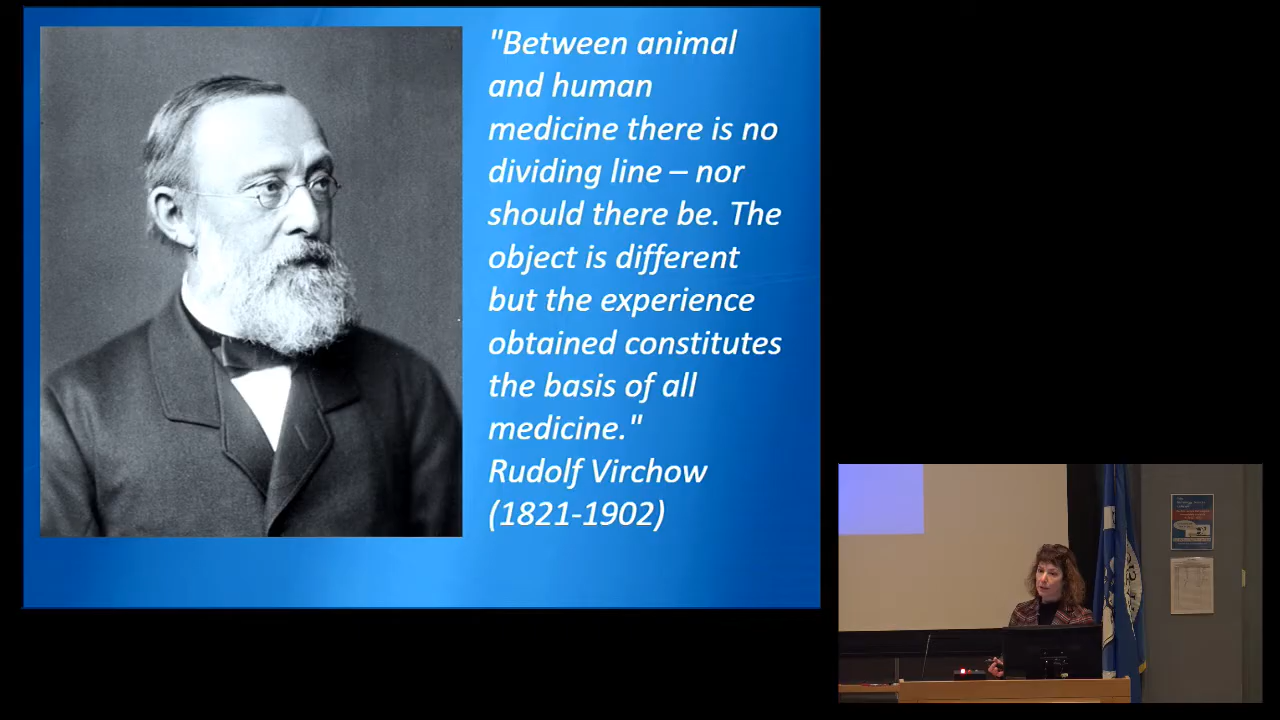 "Between animal
and human
medicine there is no
dividing line – nor
should there be. The
object is different
but the experience
obtained constitutes
the basis of all
medicine."
Rudolf Virchow
(1821-1902)